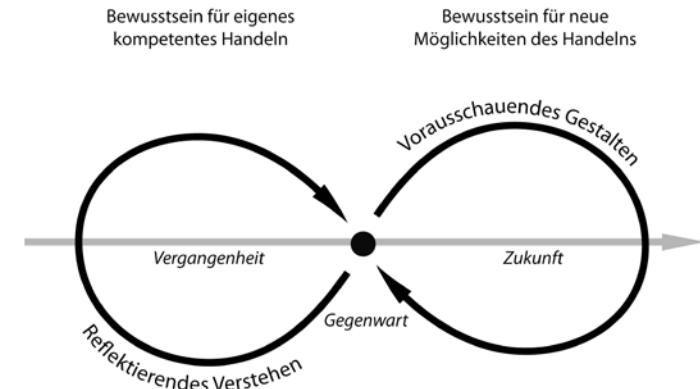 Bewusstsein für eigenes
kompetentes Handeln
Bewusstsein für neue
Möglichkeiten des Handelns
Vorausschauendes Gestalten
Vergangenheit
Zukunft
Gegenwart
Reflektierendes Verstehen